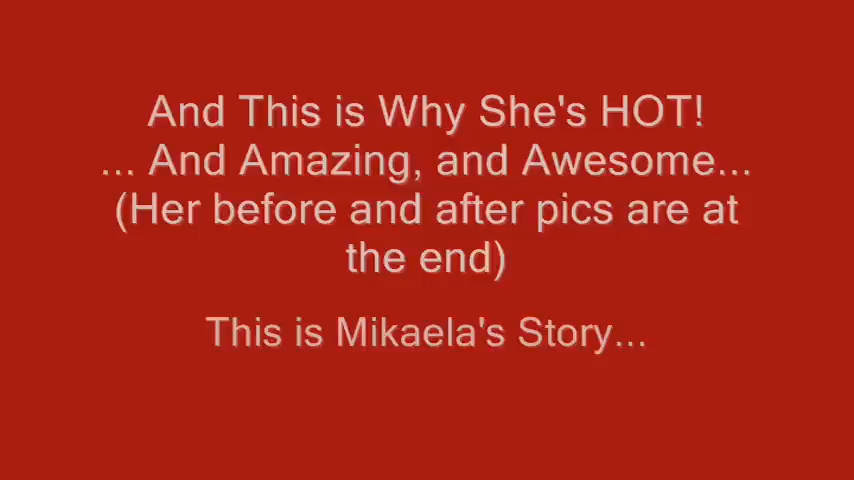 And This is Why She's HOT!
... And Amazing, and Awesome...
(Her before and after pics are at
the end)
This is Mikaela's Story...